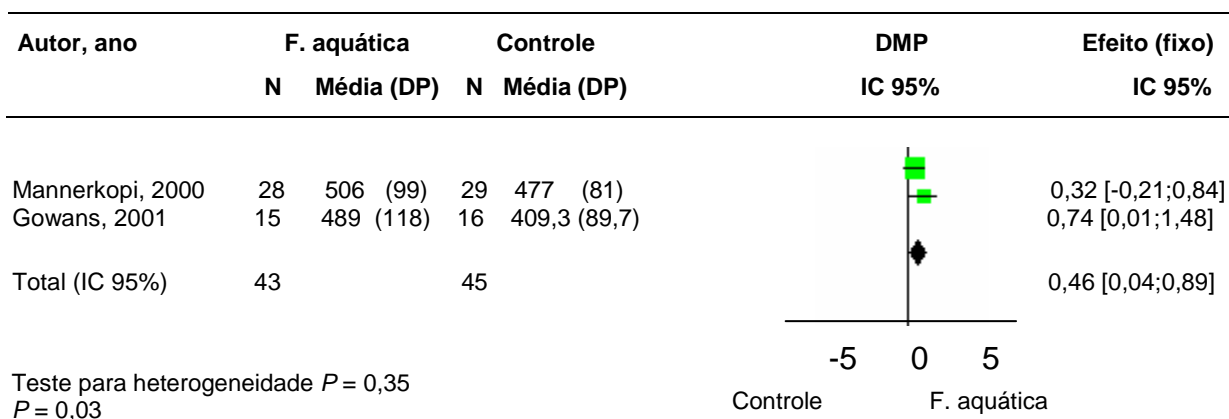 Autor, ano F. aquática Controle DMP Efeito (fixo)
N Média (DP) N Média (DP) IC 95% IC 95%
Mannerkopi, 2000 28 506 (99) 29 477 (81) 0,32 [-0,21;0,84]
Gowans, 2001 15 489 (118) 16 409,3 (89,7) 0,74 [0,01;1,48]
Total (IC 95%) 43 45 0,46 [0,04;0,89]
-5 0 5
Teste para heterogeneidade P = 0,35
Controle F. aquática
P = 0,03